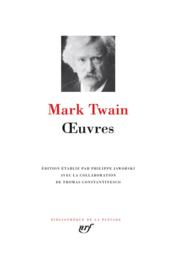 Mark Twain
Œuvres
ÉDITION ÉTABLIE PAR PHILIPPE JAWORSKI
AVEC LA COLLABORATION
DE THOMAS CONSTANTINESCO
BIBLIOTHÈQUE DE LA PLÉIADE
nrf